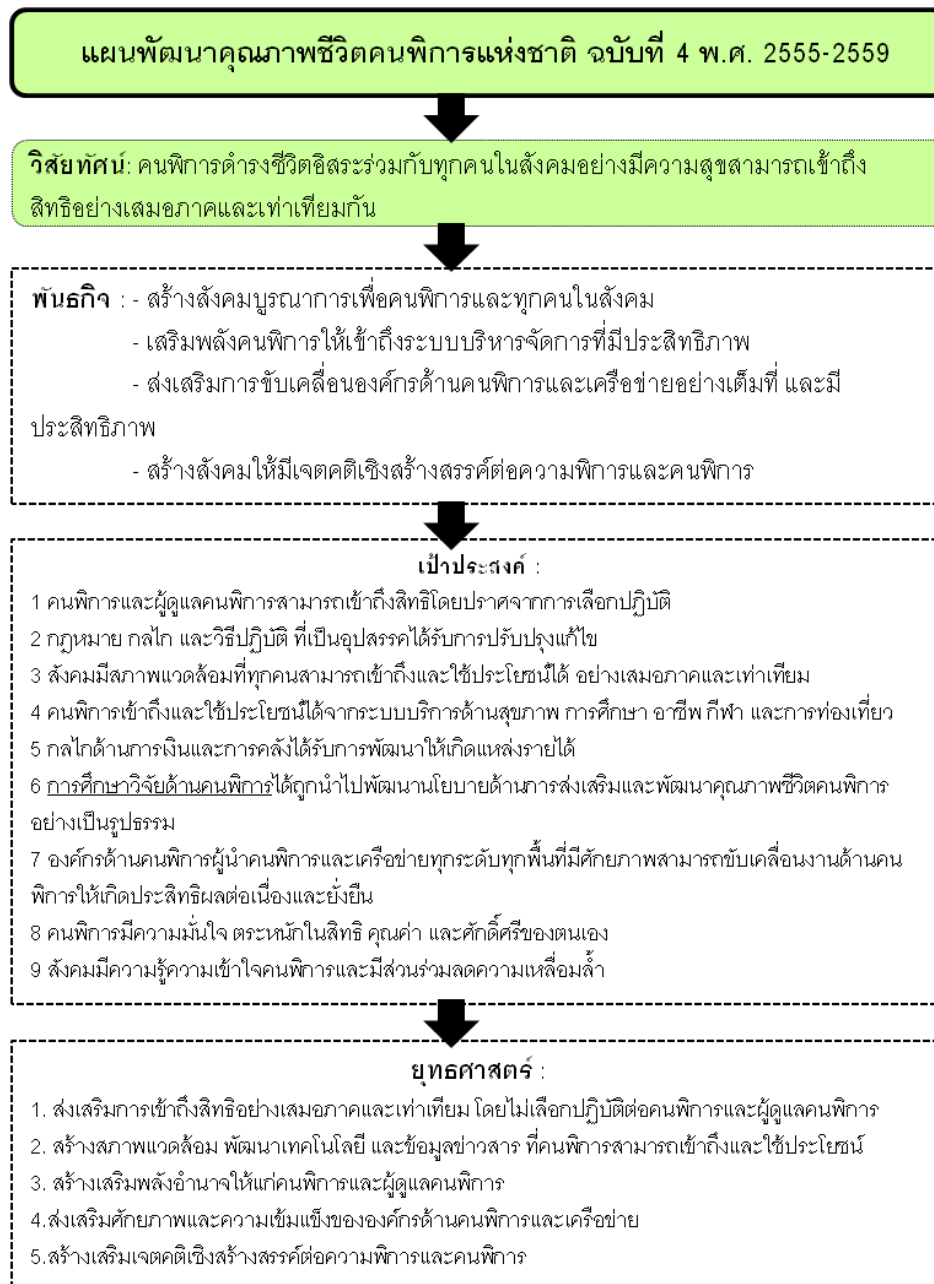 แผนพัฒนาคุณภาพชีวิตคนพิการแห่งชาติ ฉบับที่ 4 พ.ศ. 2555-2559
วิสัยทัศน์: คนพิการดำรงชีวิตอิสระร่วมกับทุกคนในสังคมอย่างมีความสุขสามารถเข้าถึง
สิทธิอย่างเสมอภาคและเท่าเทียมกัน
พันธกิจ : - สร้างสังคมบูรณาการเพื่อคนพิการและทุกคนในสังคม
- เสริมพลังคนพิการให้เข้าถึงระบบบริหารจัดการที่มีประสิทธิภาพ
- ส่งเสริมการขับเคลื่อนองค์กรด้านคนพิการและเครือข่ายอย่างเต็มที่ และมี
ประสิทธิภาพ
- สร้างสังคมให้มีเจตคติเชิงสร้างสรรค์ต่อความพิการและคนพิการ
เป้าประสงค์ :
1 คนพิการและผู้ดูแลคนพิการสามารถเข้าถึงสิทธิโดยปราศจากการเลือกปฏิบัติ
2 กฎหมาย กลไก และวิธีปฏิบัติ ที่เป็นอุปสรรคได้รับการปรับปรุงแก้ไข
3 สังคมมีสภาพแวดล้อมที่ทุกคนสามารถเข้าถึงและใช้ประโยชน์ได้ อย่างเสมอภาคและเท่าเทียม
4 คนพิการเข้าถึงและใช้ประโยชน์ได้จากระบบบริการด้านสุขภาพ การศึกษา อาชีพ กีฬา และการท่องเที่ยว
5 กลไกด้านการเงินและการคลังได้รับการพัฒนาให้เกิดแหล่งรายได้
6 การศึกษาวิจัยด้านคนพิการได้ถูกนำไปพัฒนานโยบายด้านการส่งเสริมและพัฒนาคุณภาพชีวิตคนพิการ
อย่างเป็นรูปธรรม
7 องค์กรด้านคนพิการผู้นำคนพิการและเครือข่ายทุกระดับทุกพื้นที่มีศักยภาพสามารถขับเคลื่อนงานด้านคน
พิการให้เกิดประสิทธิผลต่อเนื่องและยั่งยืน
8 คนพิการมีความมั่นใจ ตระหนักในสิทธิ คุณค่า และศักดิ์ศรีของตนเอง
9 สังคมมีความรู้ความเข้าใจคนพิการและมีส่วนร่วมลดความเหลื่อมล้ำ
ยุทธศาสตร์ :
1. ส่งเสริมการเข้าถึงสิทธิอย่างเสมอภาคและเท่าเทียม โดยไม่เลือกปฏิบัติต่อคนพิการและผู้ดูแลคนพิการ
2. สร้างสภาพแวดล้อม พัฒนาเทคโนโลยี และข้อมูลข่าวสาร ที่คนพิการสามารถเข้าถึงและใช้ประโยชน์
3. สร้างเสริมพลังอำนาจให้แก่คนพิการและผู้ดูแลคนพิการ
4.ส่งเสริมศักยภาพและความเข้มแข็งขององค์กรด้านคนพิการและเครือข่าย
5.สร้างเสริมเจตคติเชิงสร้างสรรค์ต่อความพิการและคนพิการ